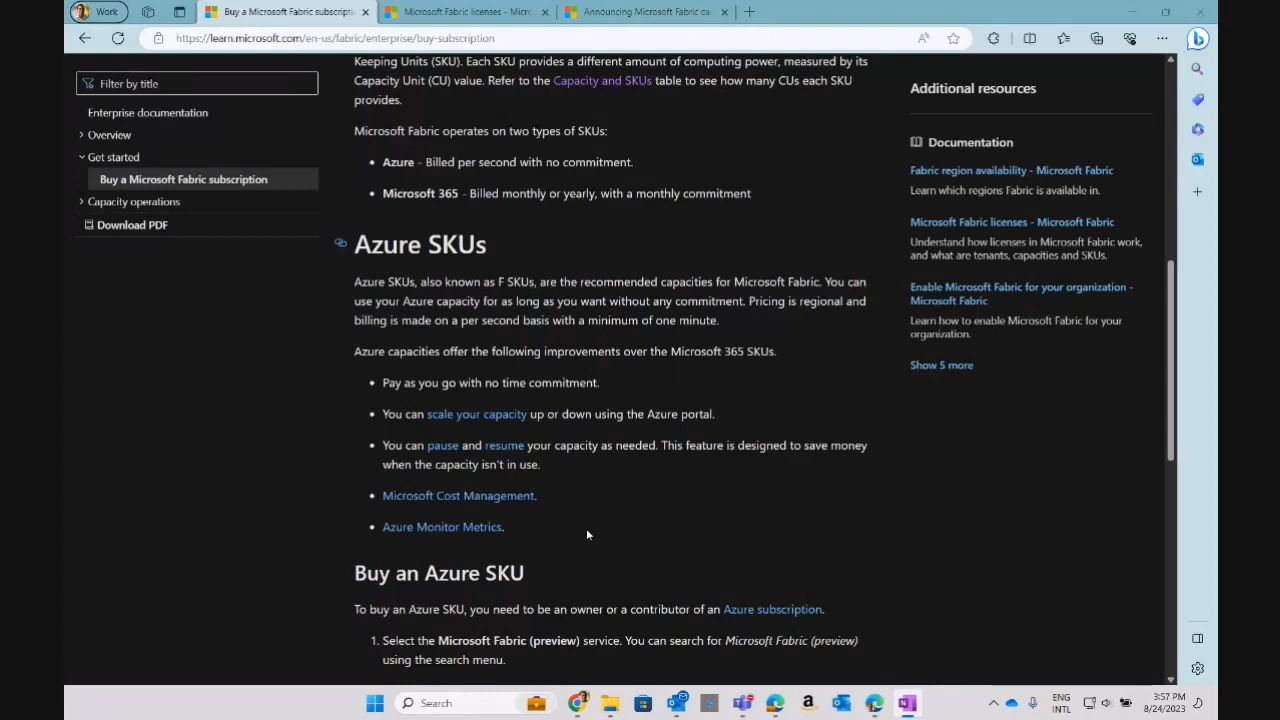 Work
Buy a Microsoft Fabric subscripti
Microsoft Fabric licenses - Micro
Announcing Microsoft Fabric ca
https://learn.microsoft.com/en-us/fabric/enterprise/buy-subscription
Filter by title
Enterprise documentation
Overview
Get started
Buy a Microsoft Fabric subscription
Capacity operations
Download PDF
Keeping Units (SKU). Each SKU provides a different amount of computing power, measured by its
Capacity Unit (CU) value. Refer to the Capacity and SKUs table to see how many CUs each SKU
provides.
Microsoft Fabric operates on two types of SKUs:
• Azure - Billed per second with no commitment.
• Microsoft 365 - Billed monthly or yearly, with a monthly commitment
Azure SKUs
Azure SKUs, also known as F SKUs, are the recommended capacities for Microsoft Fabric. You can
use your Azure capacity for as long as you want without any commitment. Pricing is regional and
billing is made on a per second basis with a minimum of one minute.
Azure capacities offer the following improvements over the Microsoft 365 SKUs.
• Pay as you go with no time commitment.
• You can scale your capacity up or down using the Azure portal.
• You can pause and resume your capacity as needed. This feature is designed to save money
when the capacity isn't in use.
• Microsoft Cost Management.
• Azure Monitor Metrics.
Buy an Azure SKU
To buy an Azure SKU, you need to be an owner or a contributor of an Azure subscription.
1. Select the Microsoft Fabric (preview) service. You can search for Microsoft Fabric (preview)
using the search menu.
Additional resources
Documentation
Fabric region availability - Microsoft Fabric
Learn which regions Fabric is available in.
Microsoft Fabric licenses - Microsoft Fabric
Understand how licenses in Microsoft Fabric work,
and what are tenants, capacities and SKUs.
Enable Microsoft Fabric for your organization -
Microsoft Fabric
Learn how to enable Microsoft Fabric for your
organization.
Show 5 more
Search
ENG
INTL
3:57 PM
8/24/2023